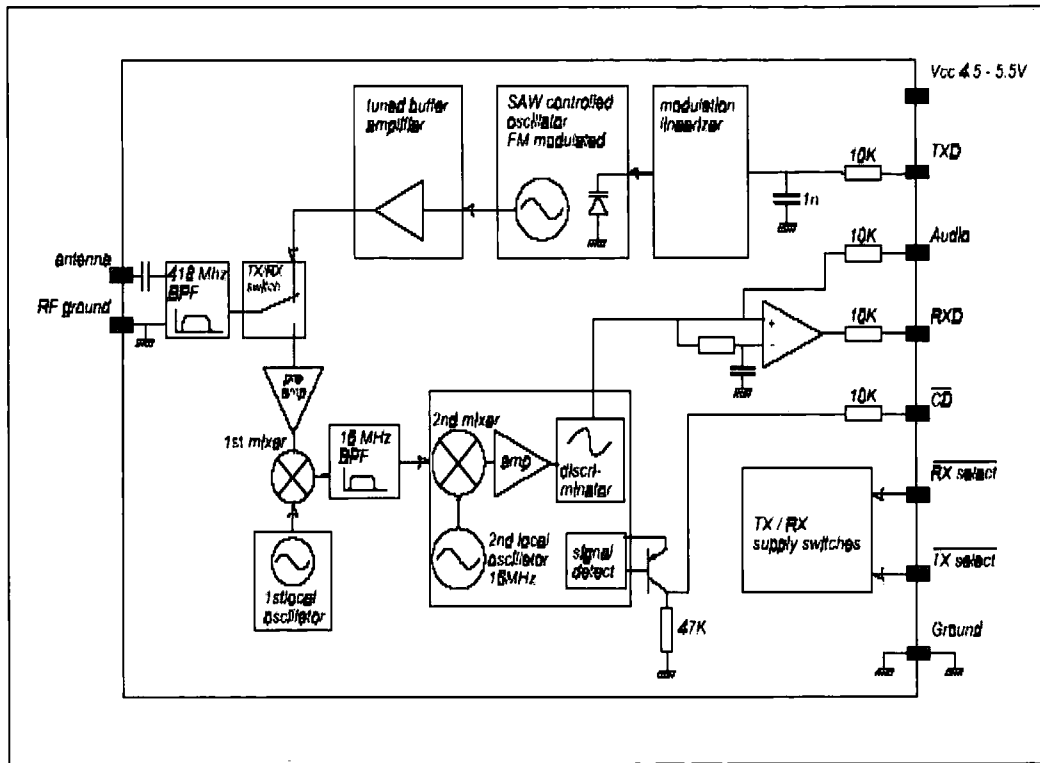 Vcc 4.5 - 5.5V
tuned buffer
amplifier
SAW controlled
oscillator
FM modulated
modulation
linearizer
10K
TXD
1n
10K
Audio
antenne
418 Mhz
BPF
TX/RX
switch
RF ground
+
-
10K
RXD
pre
amp
10K
CD
1st mixer
16 MHz
BPF
2nd mixer
amp
discri-
minator
RX select
TX / RX
supply switches
2nd local
oscillator
16MHz
signal
detect
TX select
1st local
oscillator
47K
Ground